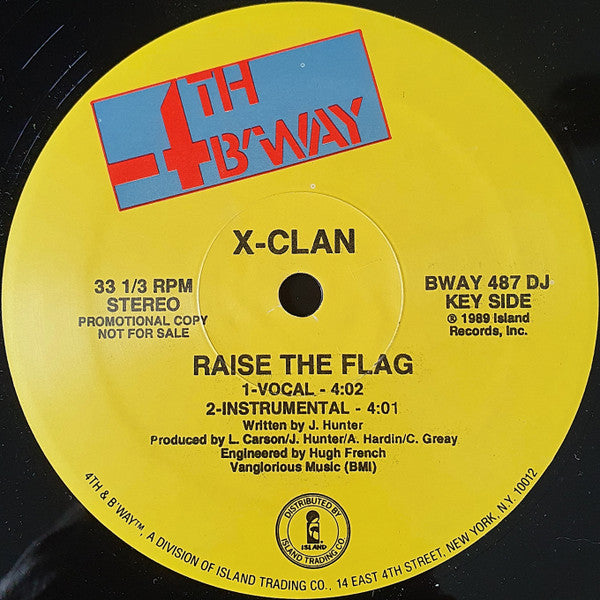 4TH
B'WAY
X-CLAN
33 1/3 RPM
STEREO
PROMOTIONAL COPY
NOT FOR SALE
BWAY 487 DJ
KEY SIDE
℗ 1989 Island
Records, Inc.
RAISE THE FLAG
1-VOCAL - 4:02
2-INSTRUMENTAL - 4:01
Written by J. Hunter
Produced by L. Carson/J. Hunter/A. Hardin/C. Greay
Engineered by Hugh French
Vanglorious Music (BMI)
DISTRIBUTED BY
ISLAND
ISLAND TRADING CO.
4TH & B'WAY™, A DIVISION OF ISLAND TRADING CO., 14 EAST 4TH STREET, NEW YORK, N.Y. 10012